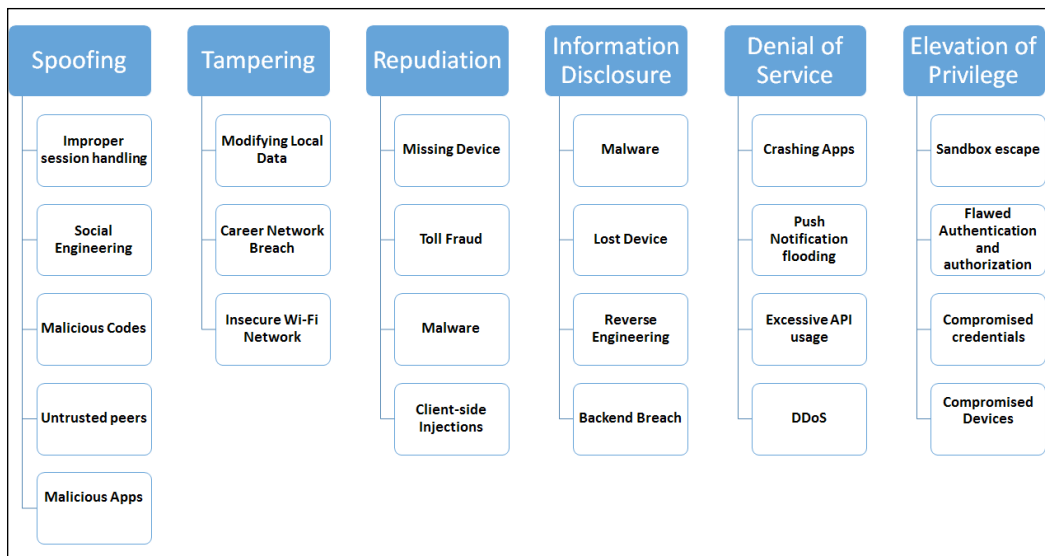 Spoofing
Improper
session handling
Social
Engineering
Malicious Codes
Untrusted peers
Malicious Apps
Tampering
Modifying Local
Data
Career Network
Breach
Insecure Wi-Fi
Network
Repudiation
Missing Device
Toll Fraud
Malware
Client-side
Injections
Information
Disclosure
Malware
Lost Device
Reverse
Engineering
Backend Breach
Denial of
Service
Crashing Apps
Push
Notification
flooding
Excessive API
usage
DDoS
Elevation of
Privilege
Sandbox escape
Flawed
Authentication
and
authorization
Compromised
credentials
Compromised
Devices